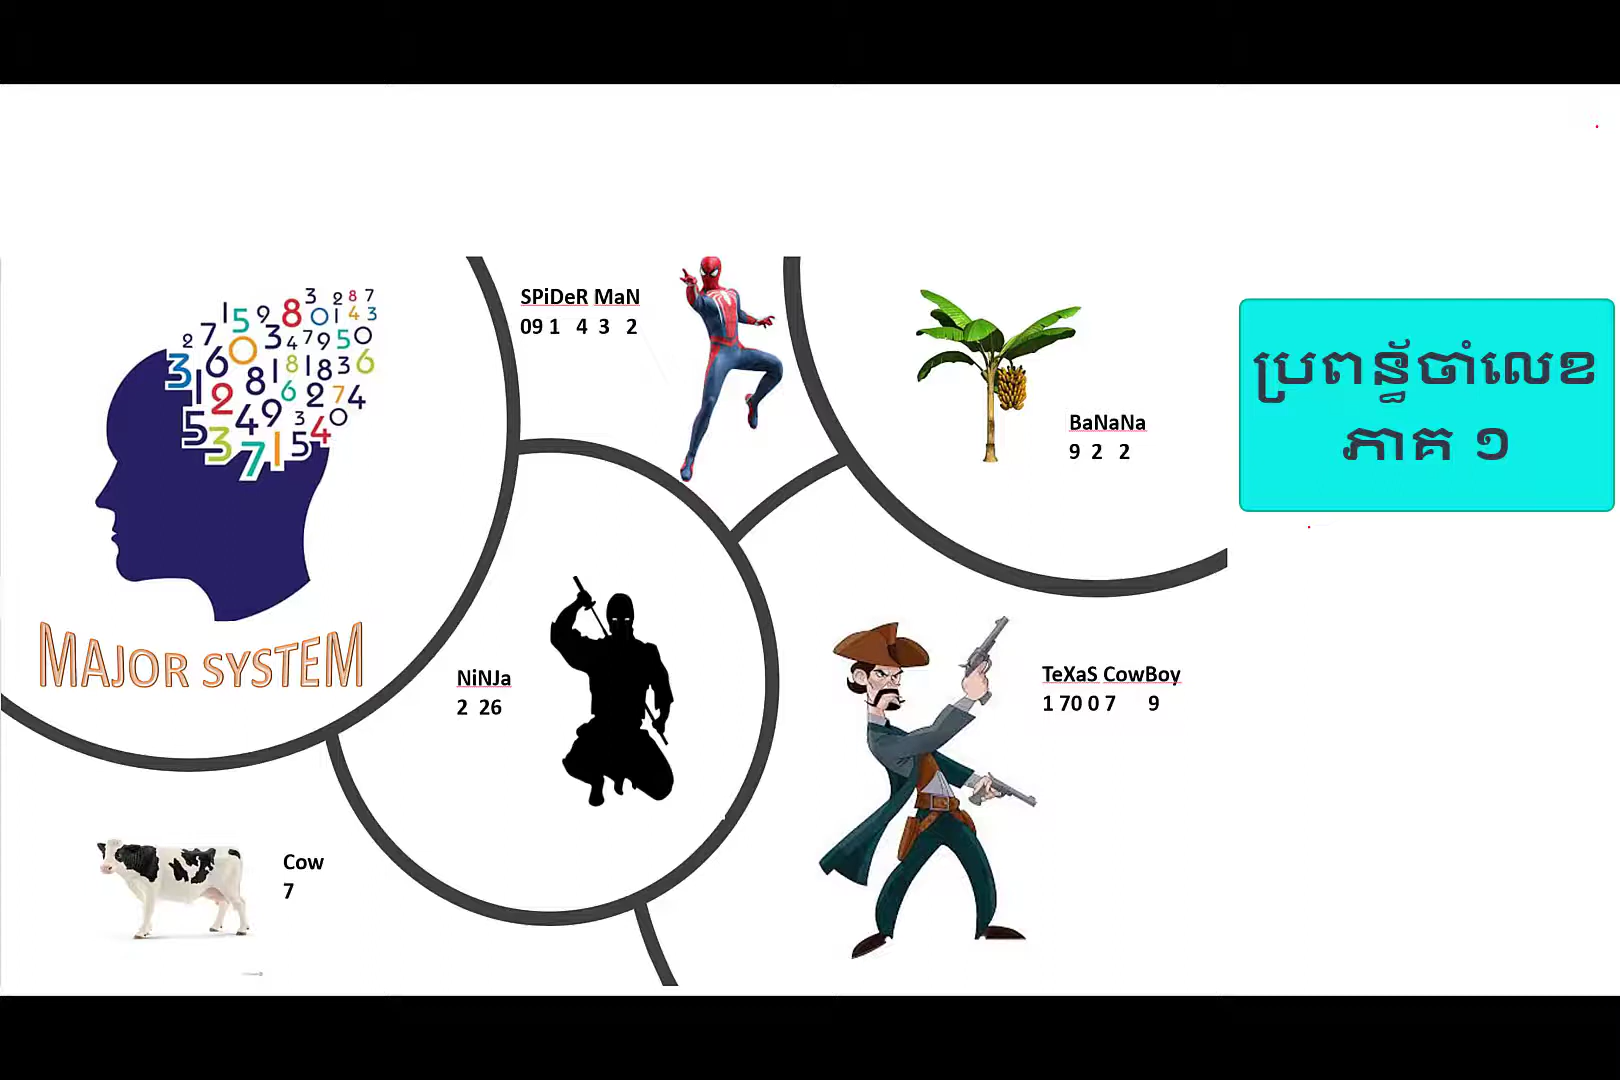 SPiDeR MaN
09 1 4 3 2
BaNaNa
9 2 2
ប្រពន្ធ័ចាំលេខ
ភាគ ១
MAJOR SYSTEM
NiNJa
2 26
TeXaS CowBoy
1 70 0 7 9
Cow
7